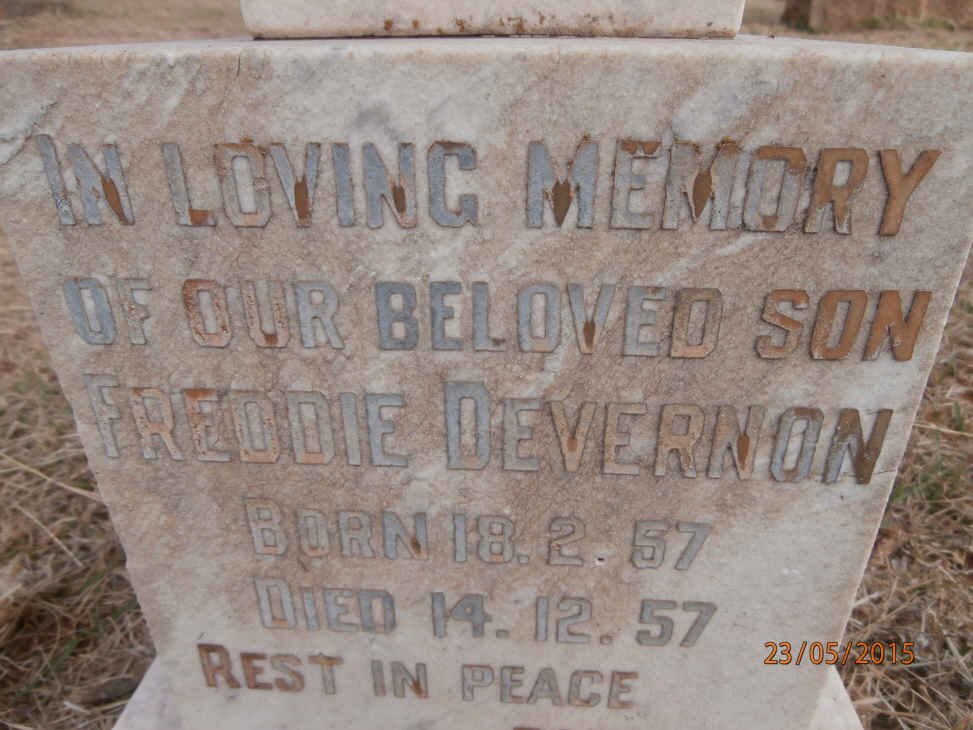 IN LOVING MEMORY
OF OUR BELOVED SON
FREDDIE DEVERNON
BORN 18. 2. 57
DIED 14. 12. 57
REST IN PEACE
23/05/2015